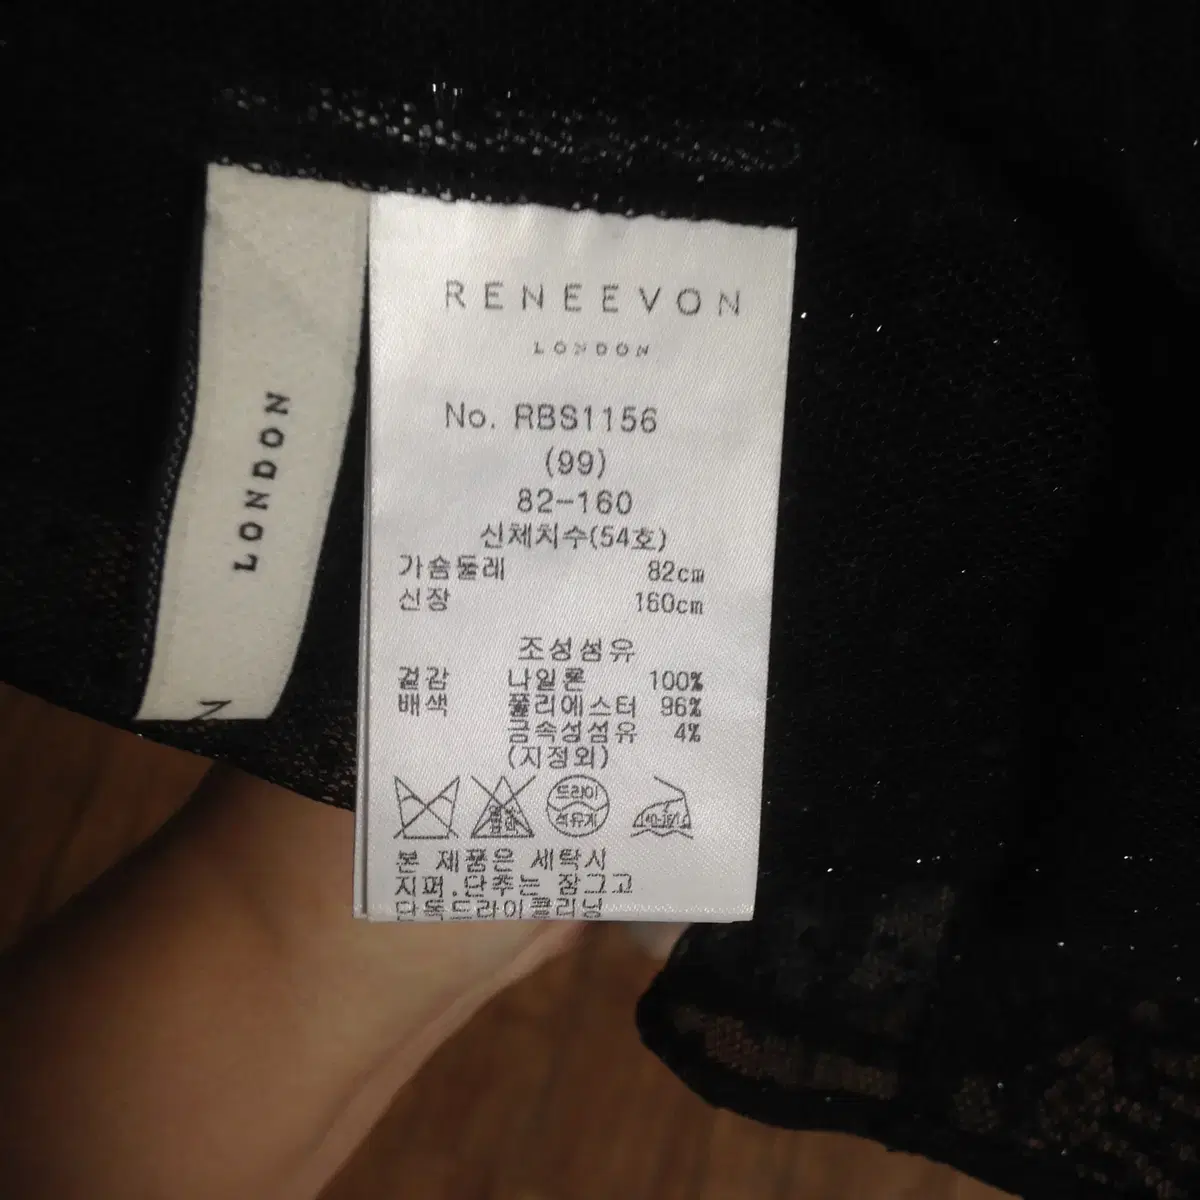 LONDON
N
RENEEVON
LONDON
No. RBS1156
(99)
82-160
신체치수(54호)
가슴둘레 82cm
신장 160cm
조성섬유
겉감 나일론 100%
배색 폴리에스터 96%
금속성섬유 4%
(지정외)
드라이
석유계
본 제품은 세탁시
지퍼.단추는 잠그고
단독드라이클리닝